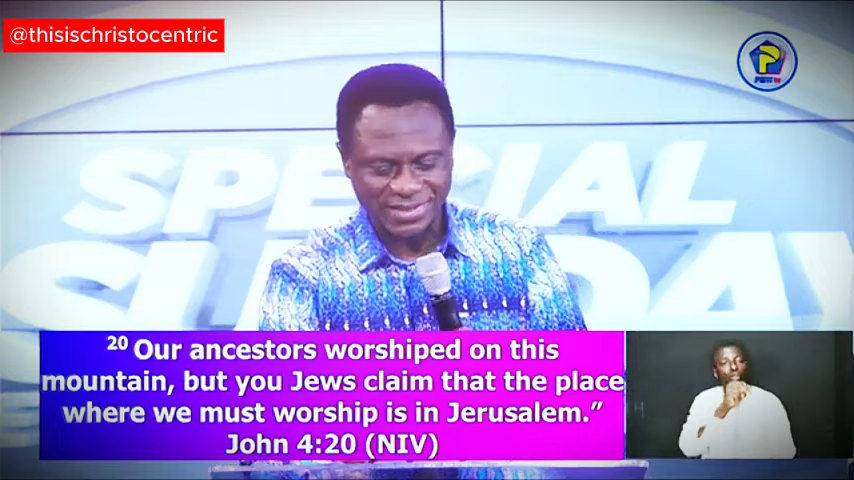 @thisischristocentric
P
SPECIAL
SUNDAY
20 Our ancestors worshiped on this
mountain, but you Jews claim that the place
where we must worship is in Jerusalem.”
John 4:20 (NIV)